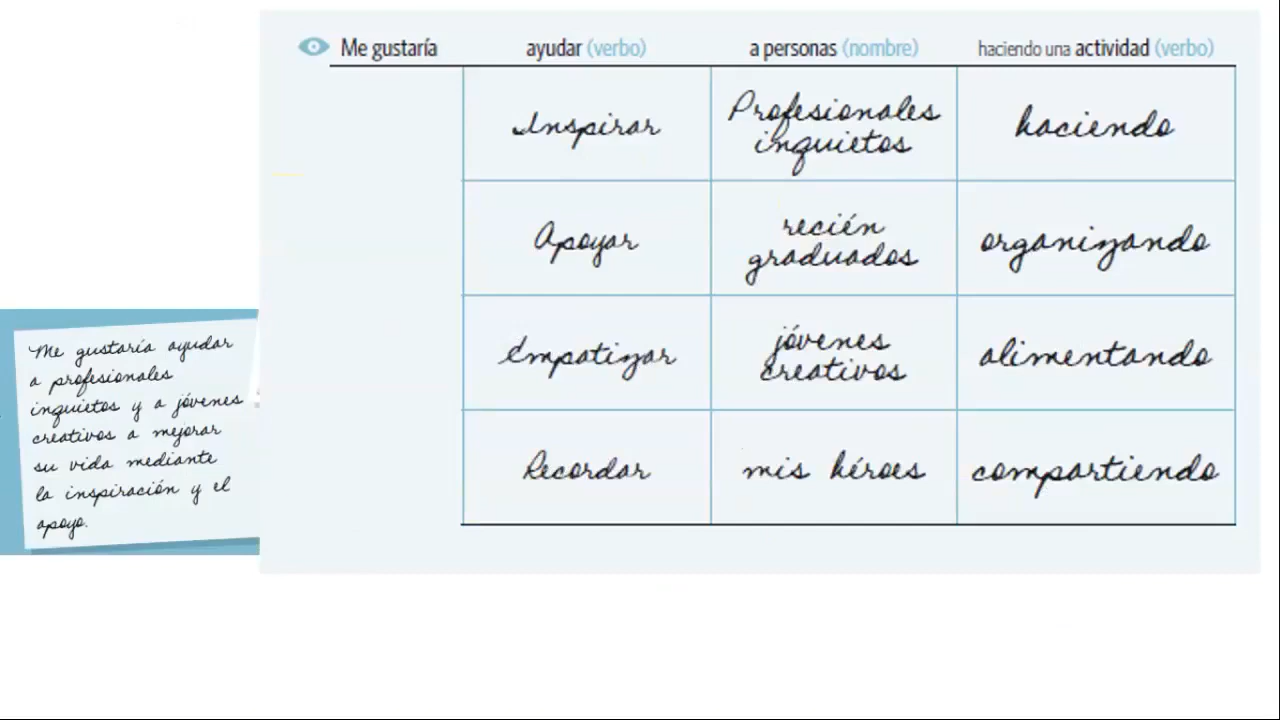 Me gustaría ayudar (verbo) a personas (nombre) haciendo una actividad (verbo)
Inspirar Profesionales inquietos haciendo
Apoyar recién graduados organizando
Empatizar jóvenes creativos alimentando
Recordar mis héroes compartiendo
Me gustaría ayudar
a profesionales
inquietos y a jóvenes
creativos a mejorar
su vida mediante
la inspiración y el
apoyo.